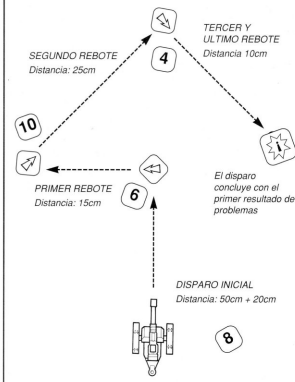 TERCER Y
ULTIMO REBOTE
Distancia 10cm
SEGUNDO REBOTE
Distancia: 25cm
4
10
i
PRIMER REBOTE
Distancia: 15cm
6
El disparo
concluye con el
primer resultado de
problemas
DISPARO INICIAL
Distancia: 50cm + 20cm
8